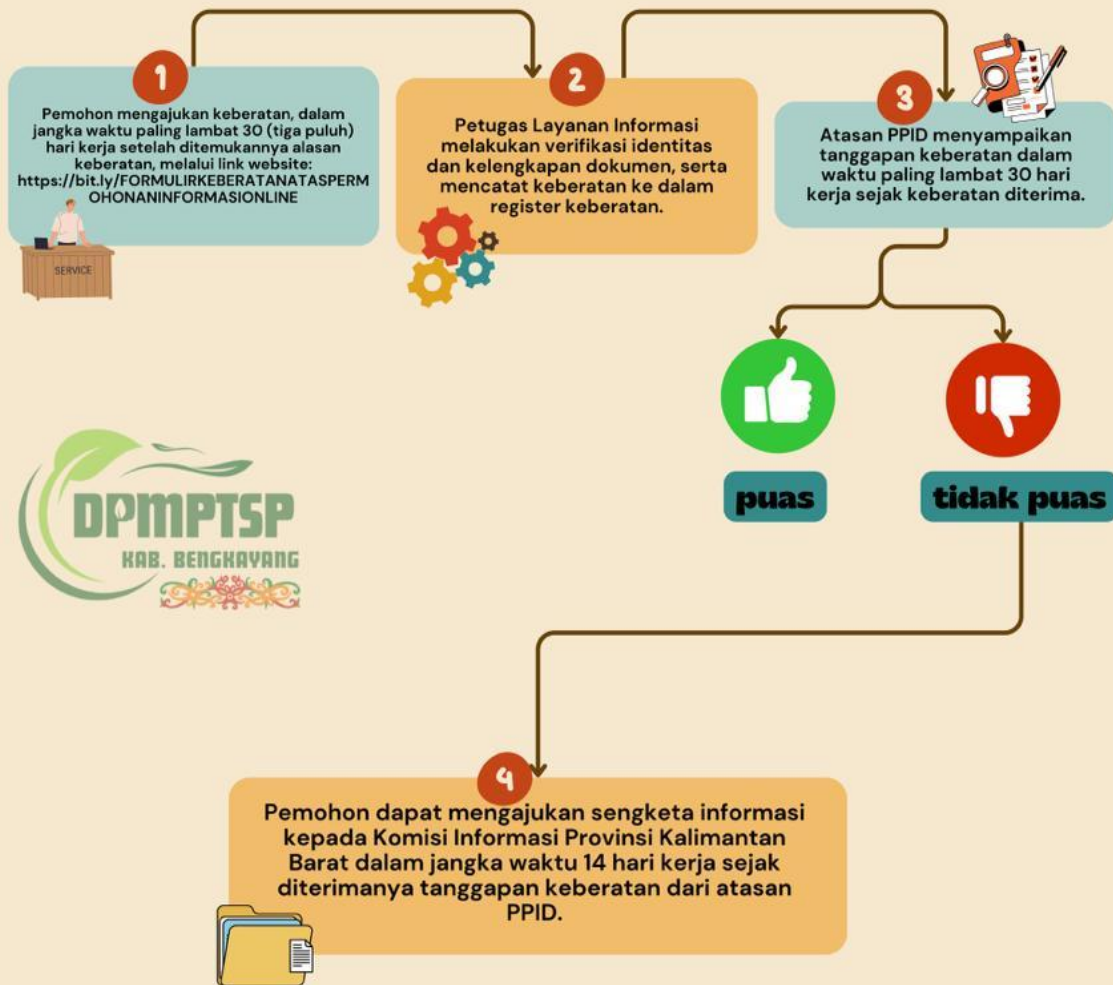 1
Pemohon mengajukan keberatan, dalam
jangka waktu paling lambat 30 (tiga puluh)
hari kerja setelah ditemukannya alasan
keberatan, melalui link website:
https://bit.ly/FORMULIRKEBERATANATASPERM
OHONANINFORMASIONLINE
SERVICE
2
Petugas Layanan Informasi
melakukan verifikasi identitas
dan kelengkapan dokumen, serta
mencatat keberatan ke dalam
register keberatan.
3
Atasan PPID menyampaikan
tanggapan keberatan dalam
waktu paling lambat 30 hari
kerja sejak keberatan diterima.
puas
tidak puas
DPMPTSP
KAB. BENGKAYANG
4
Pemohon dapat mengajukan sengketa informasi
kepada Komisi Informasi Provinsi Kalimantan
Barat dalam jangka waktu 14 hari kerja sejak
diterimanya tanggapan keberatan dari atasan
PPID.